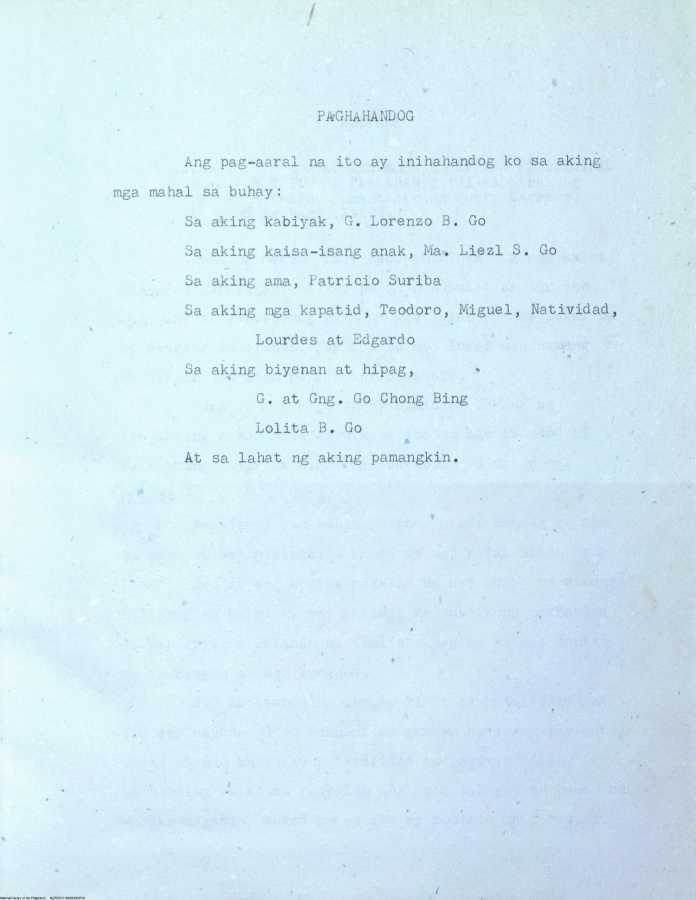 PAGHAHANDOG
Ang pag-aaral na ito ay inihahandog ko sa aking
mga mahal sa buhay:
Sa aking kabiyak, G. Lorenzo B. Go
Sa aking kaisa-isang anak, Ma. Liezl S. Go
Sa aking ama, Patricio Suriba
Sa aking mga kapatid, Teodoro, Miguel, Natividad,
Lourdes at Edgardo
Sa aking biyenan at hipag,
G. at Gng. Go Chong Bing
Lolita B. Go
At sa lahat ng aking pamangkin.